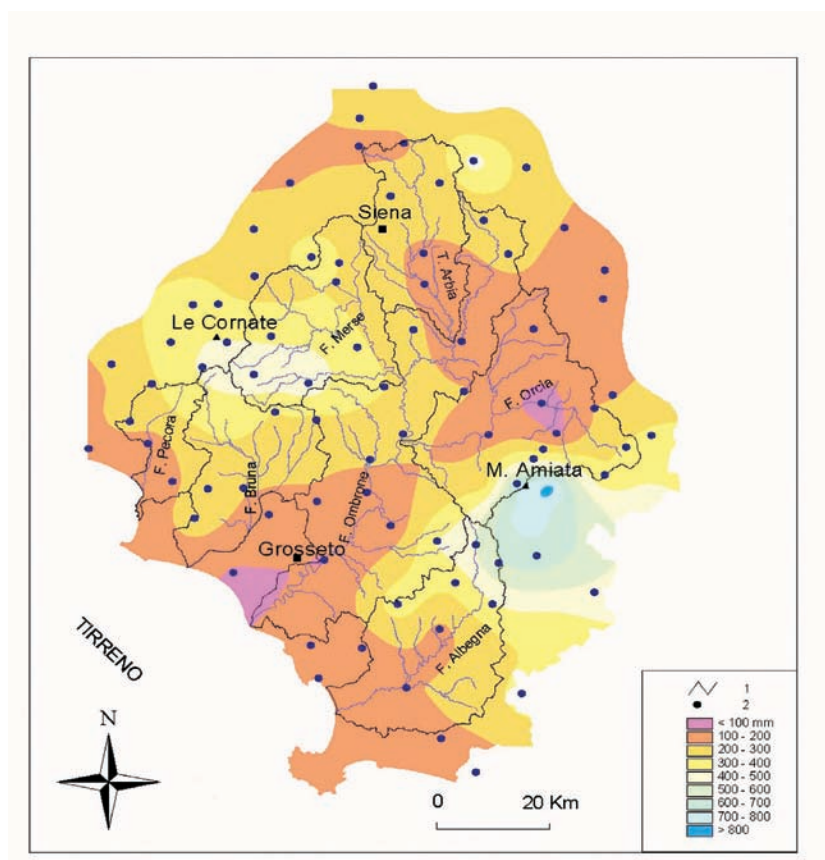 Siena
T. Arbia
Le Cornate
F. Merse
F. Orcia
F. Pecora
M. Amiata
F. Bruna
F. Ombrone
Grosseto
F. Albegna
TIRRENO
N
0 20 Km
1
2
< 100 mm
100 - 200
200 - 300
300 - 400
400 - 500
500 - 600
600 - 700
700 - 800
> 800